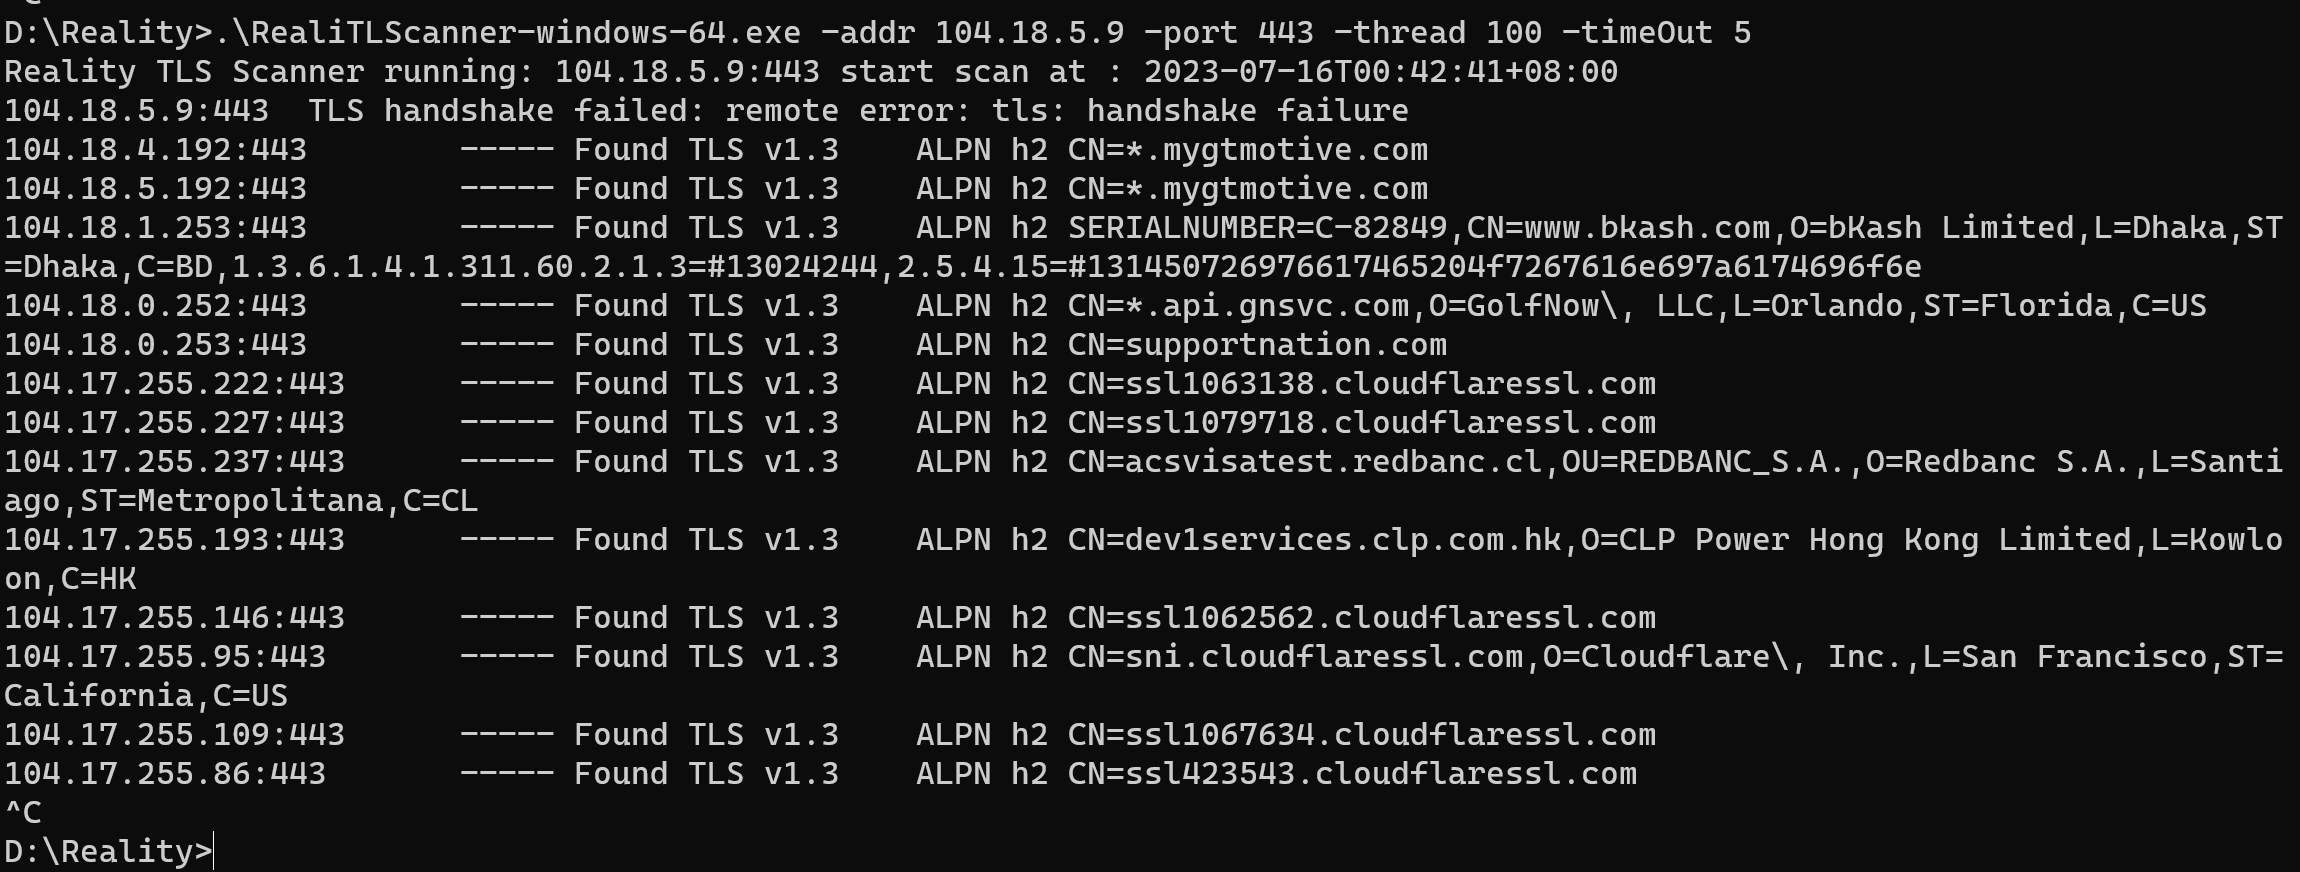 D:\Reality>.\RealiTLScanner-windows-64.exe -addr 104.18.5.9 -port 443 -thread 100 -timeOut 5
Reality TLS Scanner running: 104.18.5.9:443 start scan at : 2023-07-16T00:42:41+08:00
104.18.5.9:443  TLS handshake failed: remote error: tls: handshake failure
104.18.4.192:443        ----- Found TLS v1.3    ALPN h2 CN=*.mygtmotive.com
104.18.5.192:443        ----- Found TLS v1.3    ALPN h2 CN=*.mygtmotive.com
104.18.1.253:443        ----- Found TLS v1.3    ALPN h2 SERIALNUMBER=C-82849,CN=www.bkash.com,O=bKash Limited,L=Dhaka,ST
=Dhaka,C=BD,1.3.6.1.4.1.311.60.2.1.3=#13024244,2.5.4.15=#131450726976617465204f7267616e697a6174696f6e
104.18.0.252:443        ----- Found TLS v1.3    ALPN h2 CN=*.api.gnsvc.com,O=GolfNow\, LLC,L=Orlando,ST=Florida,C=US
104.18.0.253:443        ----- Found TLS v1.3    ALPN h2 CN=supportnation.com
104.17.255.222:443      ----- Found TLS v1.3    ALPN h2 CN=ssl1063138.cloudflaressl.com
104.17.255.227:443      ----- Found TLS v1.3    ALPN h2 CN=ssl1079718.cloudflaressl.com
104.17.255.237:443      ----- Found TLS v1.3    ALPN h2 CN=acsvisatest.redbanc.cl,OU=REDBANC_S.A.,O=Redbanc S.A.,L=Santi
ago,ST=Metropolitana,C=CL
104.17.255.193:443      ----- Found TLS v1.3    ALPN h2 CN=dev1services.clp.com.hk,O=CLP Power Hong Kong Limited,L=Kowlo
on,C=HK
104.17.255.146:443      ----- Found TLS v1.3    ALPN h2 CN=ssl1062562.cloudflaressl.com
104.17.255.95:443       ----- Found TLS v1.3    ALPN h2 CN=sni.cloudflaressl.com,O=Cloudflare\, Inc.,L=San Francisco,ST=
California,C=US
104.17.255.109:443      ----- Found TLS v1.3    ALPN h2 CN=ssl1067634.cloudflaressl.com
104.17.255.86:443       ----- Found TLS v1.3    ALPN h2 CN=ssl423543.cloudflaressl.com
^C
D:\Reality>